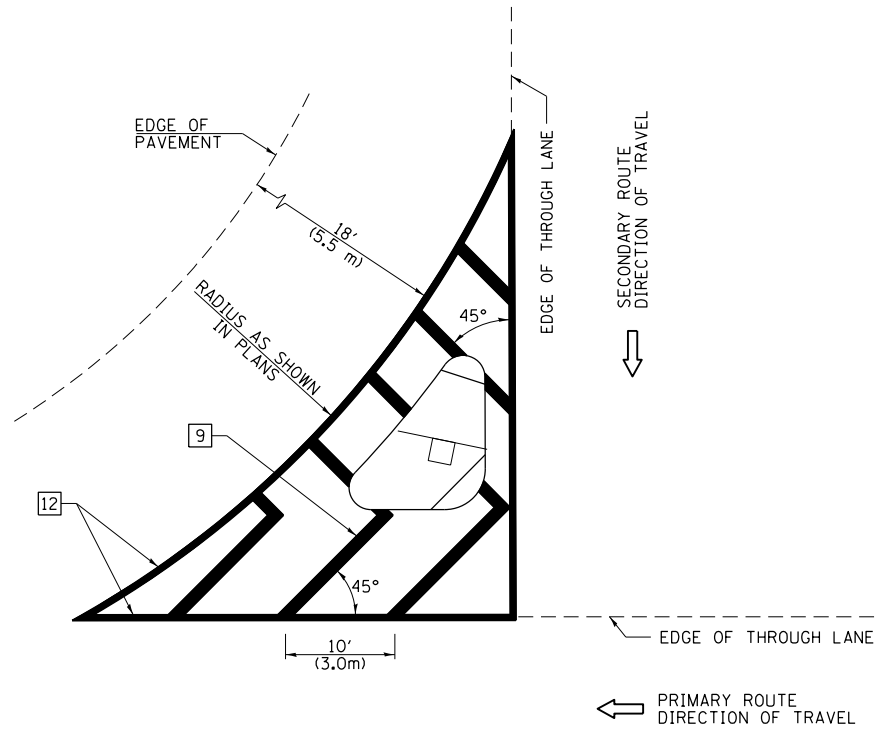 EDGE OF
PAVEMENT
18'
(5.5 m)
RADIUS AS SHOWN
IN PLANS
45°
EDGE OF THROUGH LANE
SECONDARY ROUTE
DIRECTION OF TRAVEL
9
12
45°
10'
(3.0m)
EDGE OF THROUGH LANE
PRIMARY ROUTE
DIRECTION OF TRAVEL